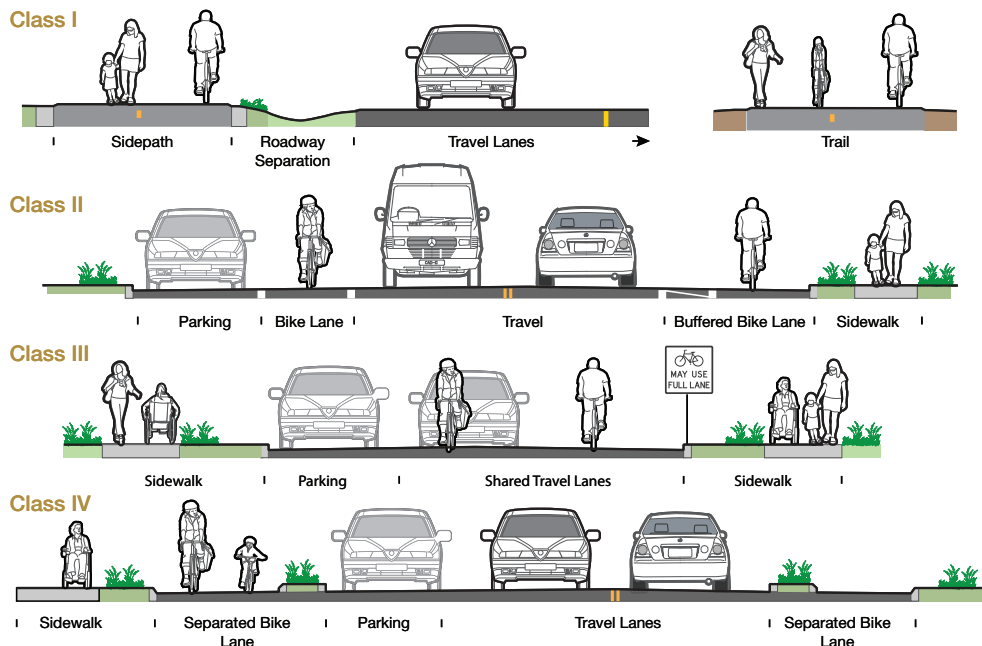 Class I
Sidepath
Roadway
Separation
Travel Lanes
Trail
Class II
Parking
Bike Lane
Travel
Buffered Bike Lane
Sidewalk
Class III
MAY USE
FULL LANE
Sidewalk
Parking
Shared Travel Lanes
Sidewalk
Class IV
Sidewalk
Separated Bike
Lane
Parking
Travel Lanes
Separated Bike
Lane